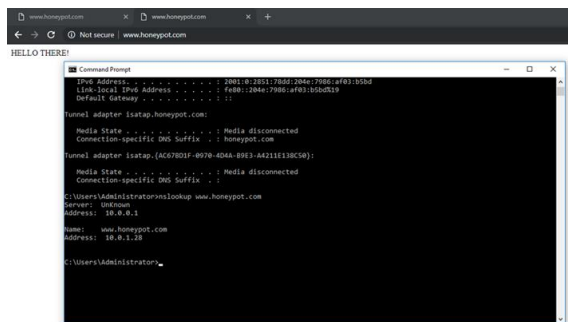 www.honeypot.com
www.honeypot.com
Not secure | www.honeypot.com
HELLO THERE!
Command Prompt
IPv6 Address. . . . . . . . . . . : 2001:0:2851:78dd:204e:7986:af03:b5bd
Link-local IPv6 Address . . . . . : fe80::204e:7986:af03:b5bd%19
Default Gateway . . . . . . . . . : ::
Tunnel adapter isatap.honeypot.com:
Media State . . . . . . . . . . . : Media disconnected
Connection-specific DNS Suffix  . : honeypot.com
Tunnel adapter isatap.{AC67BD1F-0970-4D4A-89E3-A4211E138C50}:
Media State . . . . . . . . . . . : Media disconnected
Connection-specific DNS Suffix  . :
C:\Users\Administrator>nslookup www.honeypot.com
Server:  UnKnown
Address:  10.0.0.1
Name:    www.honeypot.com
Address:  10.0.1.28
C:\Users\Administrator>